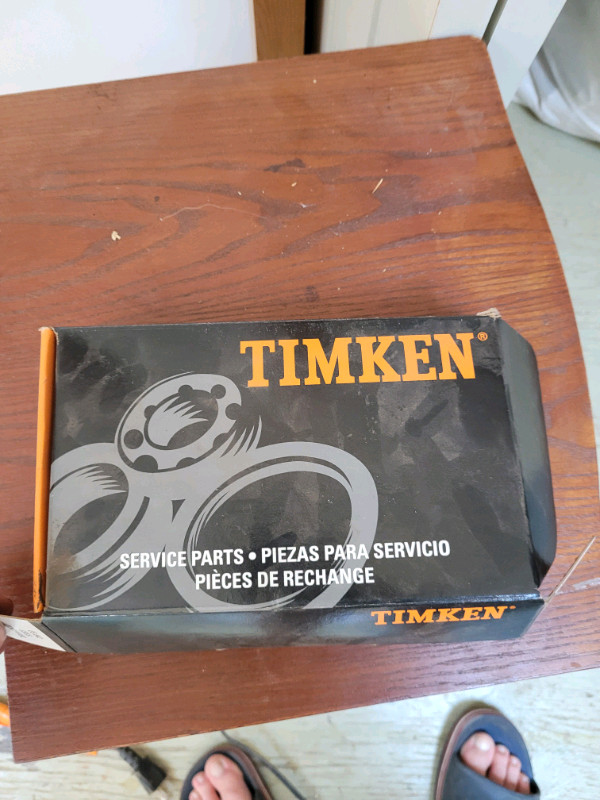 TIMKEN®
SERVICE PARTS • PIEZAS PARA SERVICIO
PIÈCES DE RECHANGE
TIMKEN®